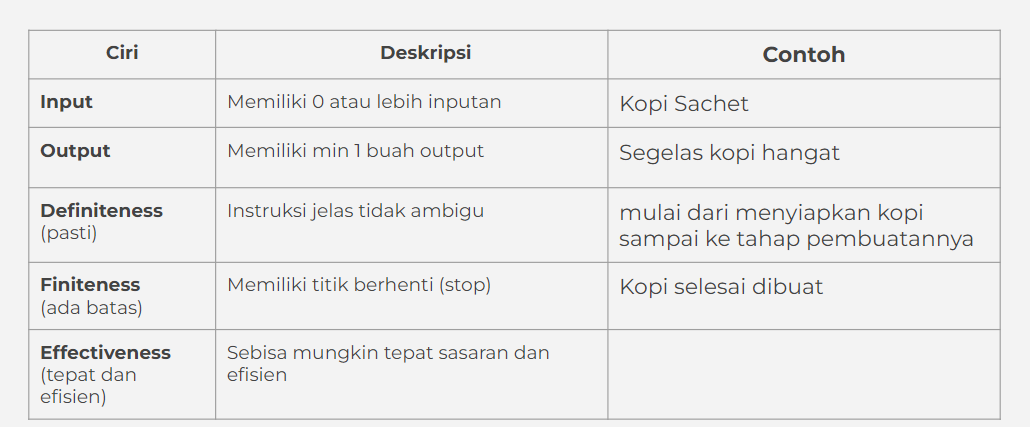 Ciri
Deskripsi
Contoh
Input
Memiliki 0 atau lebih inputan
Kopi Sachet
Output
Memiliki min 1 buah output
Segelas kopi hangat
Definiteness
(pasti)
Instruksi jelas tidak ambigu
mulai dari menyiapkan kopi
sampai ke tahap pembuatannya
Finiteness
(ada batas)
Memiliki titik berhenti (stop)
Kopi selesai dibuat
Effectiveness
(tepat dan
efisien)
Sebisa mungkin tepat sasaran dan
efisien